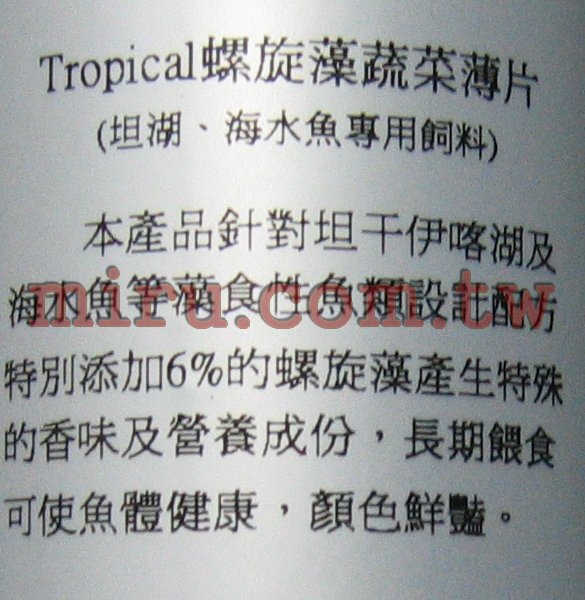 Tropical螺旋藻蔬菜薄片
(坦湖、海水魚專用飼料)
本產品針對坦干伊喀湖及
海水魚等藻食性魚類設計配方
特別添加6%的螺旋藻產生特殊
的香味及營養成份，長期餵食
可使魚體健康，顏色鮮豔。
miru.com.tw